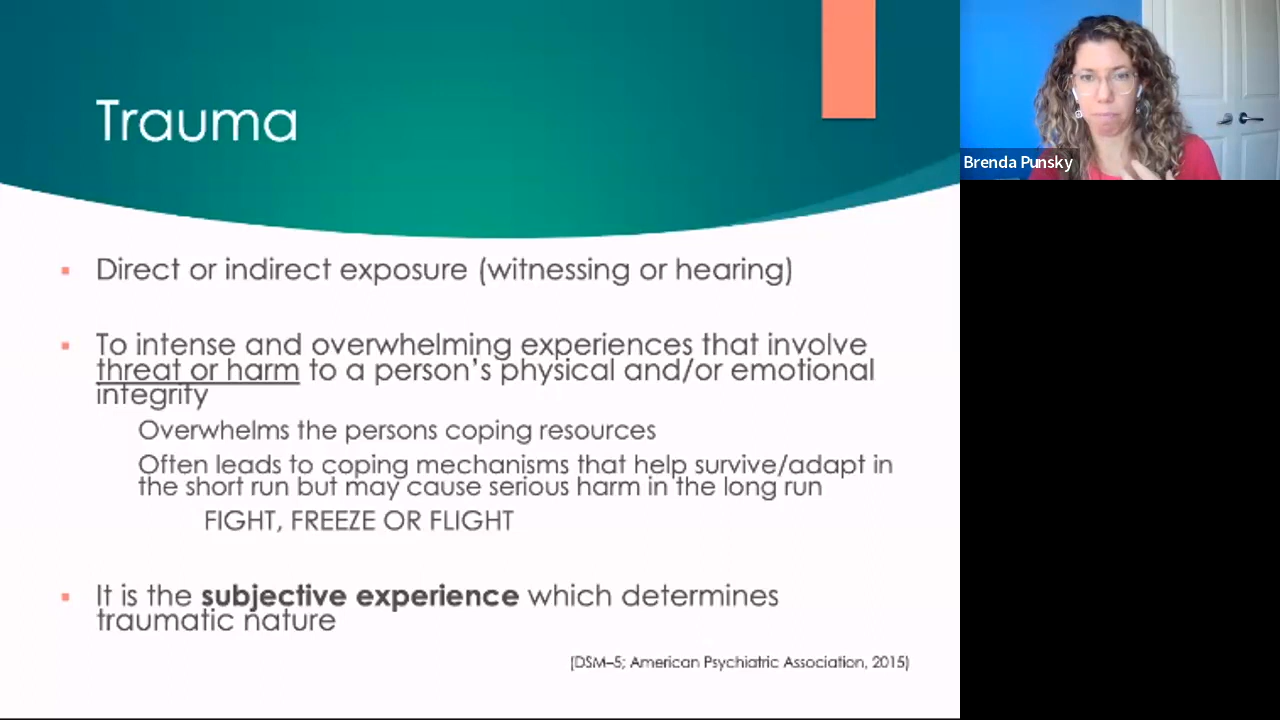 Trauma
Brenda Punsky
Direct or indirect exposure (witnessing or hearing)
To intense and overwhelming experiences that involve
threat or harm to a person's physical and/or emotional
integrity
Overwhelms the persons coping resources
Often leads to coping mechanisms that help survive/adapt in
the short run but may cause serious harm in the long run
FIGHT, FREEZE OR FLIGHT
It is the subjective experience which determines
traumatic nature
(DSM–5; American Psychiatric Association, 2015)